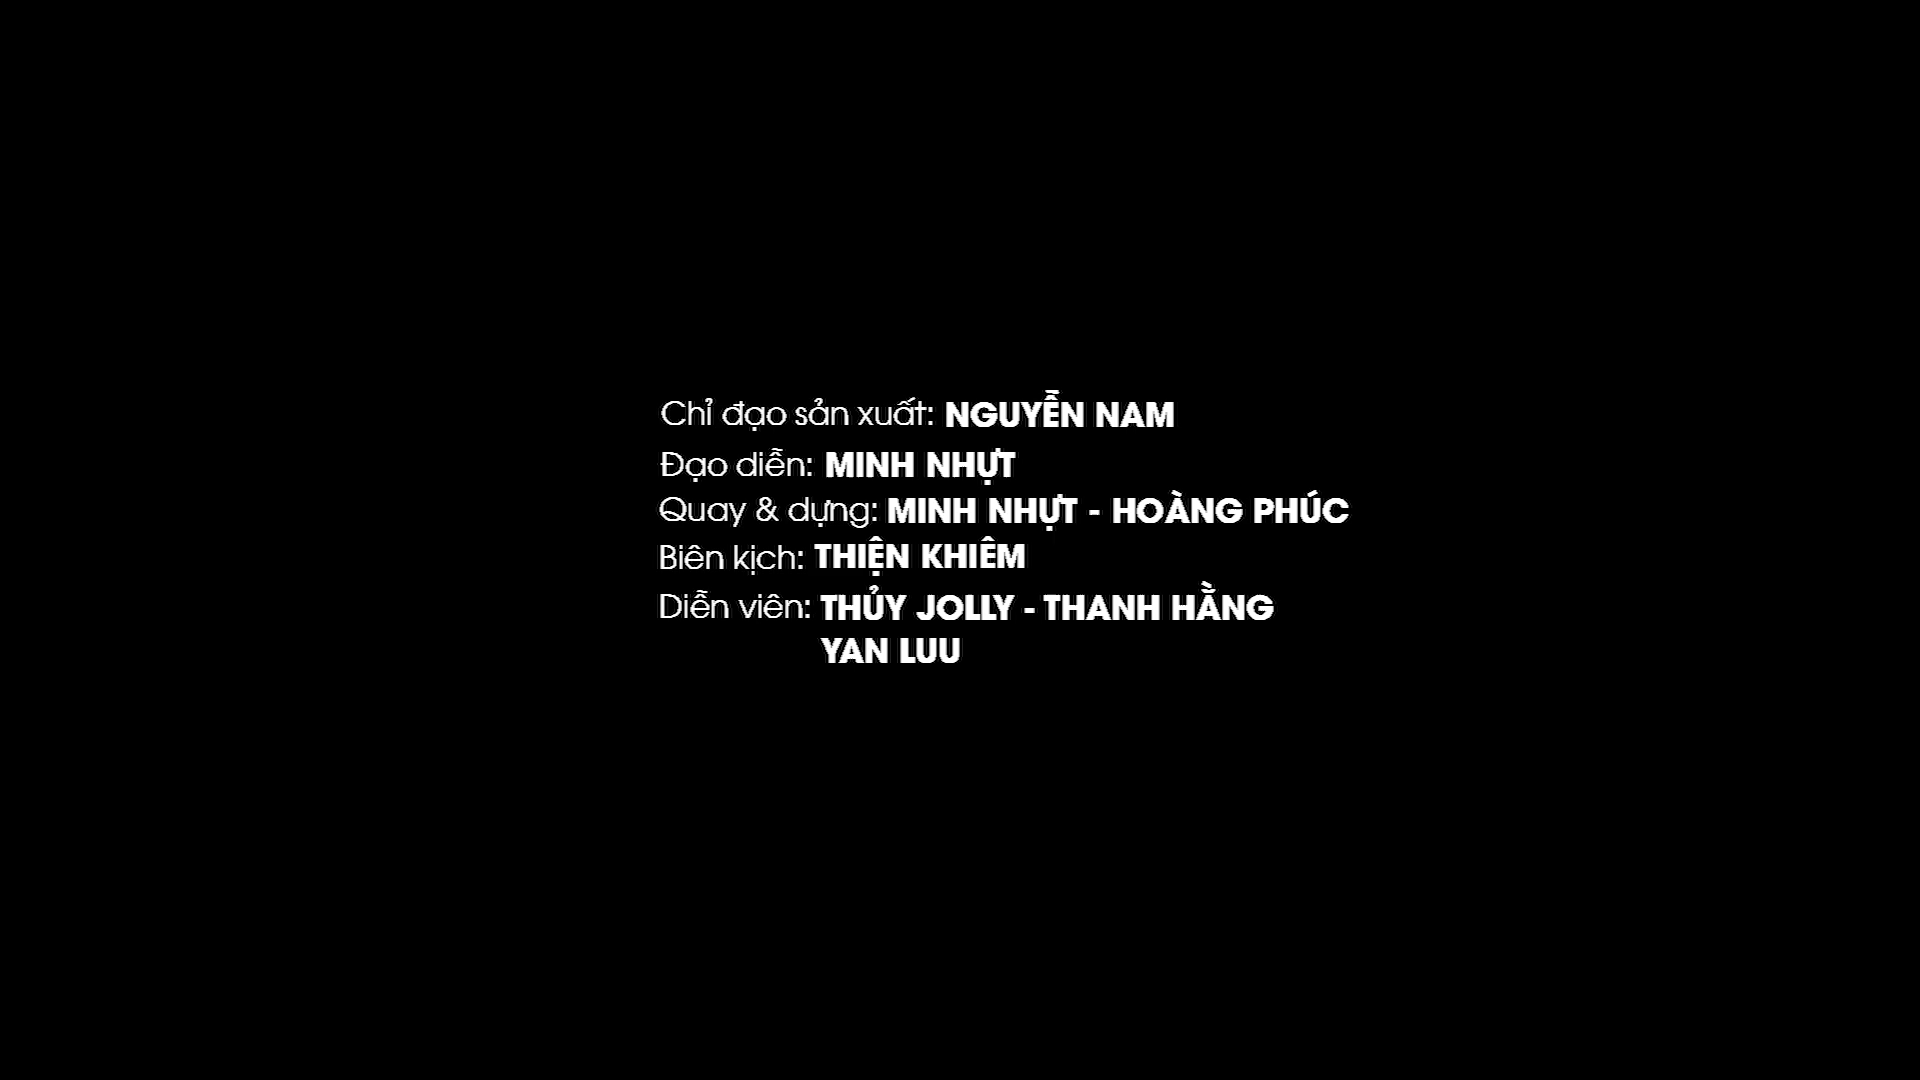 Chỉ đạo sản xuất: NGUYỄN NAM
Đạo diễn: MINH NHỰT
Quay & dựng: MINH NHỰT - HOÀNG PHÚC
Biên kịch: THIỆN KHIÊM
Diễn viên: THỦY JOLLY - THANH HẰNG
YAN LUU